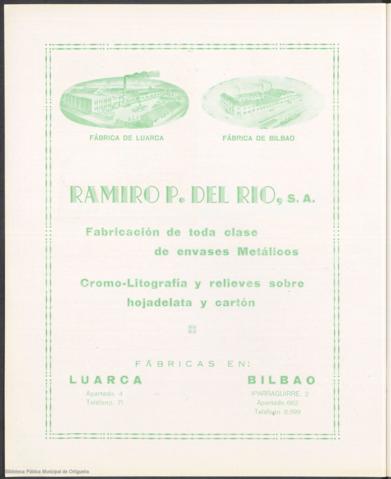 FÁBRICA DE LUARCA
FÁBRICA DE BILBAO
RAMIRO P. DEL RIO, S. A.
Fabricación de toda clase
de envases Metálicos
Cromo-Litografía y relieves sobre
hojadelata y cartón
FÁBRICAS EN:
LUARCA
Apartado, 4
Teléfono, 71
BILBAO
IPARRAGUIRRE, 2
Apartado 662
Teléfono
Biblioteca Pública Municipal de Ortigueira